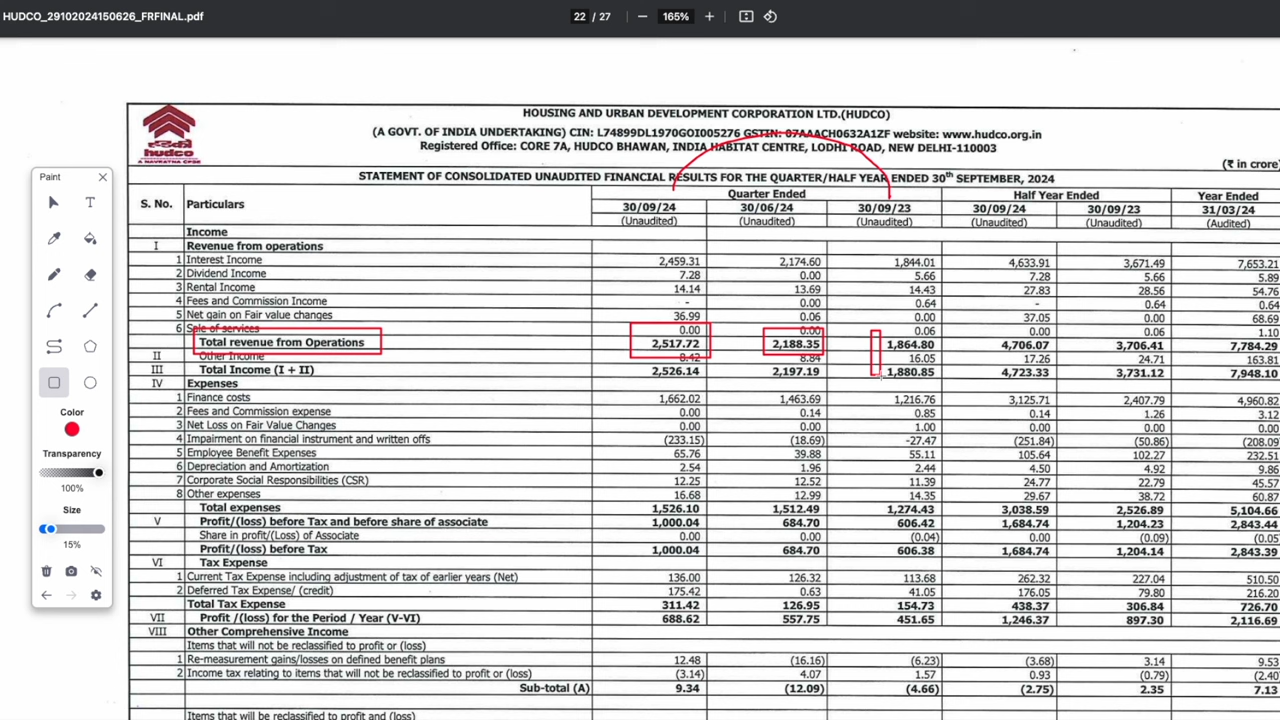 HUDCO_29102024150626_FRFINAL.pdf
22 / 27
165%
Paint
Color
Transparency
100%
Size
15%
हडको
HOUSING AND URBAN DEVELOPMENT CORPORATION LTD.(HUDCO)
(A GOVT. OF INDIA UNDERTAKING) CIN: L74899DL1970GOI005276 GSTIN: 07AAACH0632A1ZF website: www.hudco.org.in
Registered Office: CORE 7A, HUDCO BHAWAN, INDIA HABITAT CENTRE, LODHI ROAD, NEW DELHI-110003
(₹ in crore)
STATEMENT OF CONSOLIDATED UNAUDITED FINANCIAL RESULTS FOR THE QUARTER/HALF YEAR ENDED 30th SEPTEMBER, 2024
S. No. Particulars Quarter Ended Half Year Ended Year Ended
30/09/24 30/06/24 30/09/23 30/09/24 30/09/23 31/03/24
(Unaudited) (Unaudited) (Unaudited) (Unaudited) (Unaudited) (Audited)
Income
I Revenue from operations
1 Interest Income 2,459.31 2,174.60 1,844.01 4,633.91 3,671.49 7,653.21
2 Dividend Income 7.28 0.00 5.66 7.28 5.66 5.89
3 Rental Income 14.14 13.69 14.43 27.83 28.56 54.76
4 Fees and Commission Income - 0.00 0.64 - 0.64 0.64
5 Net gain on Fair value changes 36.99 0.06 0.00 37.05 0.00 68.69
6 Sale of services 0.00 0.00 0.06 0.00 0.06 1.10
Total revenue from Operations 2,517.72 2,188.35 1,864.80 4,706.07 3,706.41 7,784.29
II Other Income 8.42 8.84 16.05 17.26 24.71 163.81
III Total Income (I + II) 2,526.14 2,197.19 1,880.85 4,723.33 3,731.12 7,948.10
IV Expenses
1 Finance costs 1,662.02 1,463.69 1,216.76 3,125.71 2,407.79 4,960.82
2 Fees and Commission expense 0.00 0.14 0.85 0.14 1.26 3.12
3 Net Loss on Fair Value Changes 0.00 0.00 1.00 0.00 0.00 0.00
4 Impairment on financial instrument and written offs (233.15) (18.69) -27.47 (251.84) (50.86) (208.09
5 Employee Benefit Expenses 65.76 39.88 55.11 105.64 102.27 232.51
6 Depreciation and Amortization 2.54 1.96 2.44 4.50 4.92 9.86
7 Corporate Social Responsibilities (CSR) 12.25 12.52 11.39 24.77 22.79 45.57
8 Other expenses 16.68 12.99 14.35 29.67 38.72 60.87
Total expenses 1,526.10 1,512.49 1,274.43 3,038.59 2,526.89 5,104.66
V Profit/(loss) before Tax and before share of associate 1,000.04 684.70 606.42 1,684.74 1,204.23 2,843.44
Share in profit/(Loss) of Associate 0.00 0.00 (0.04) 0.00 (0.09) (0.05
Profit/(loss) before Tax 1,000.04 684.70 606.38 1,684.74 1,204.14 2,843.39
VI Tax Expense
1 Current Tax Expense including adjustment of tax of earlier years (Net) 136.00 126.32 113.68 262.32 227.04 510.50
2 Deferred Tax Expense/ (credit) 175.42 0.63 41.05 176.05 79.80 216.20
Total Tax Expense 311.42 126.95 154.73 438.37 306.84 726.70
VII Profit /(loss) for the Period / Year (V-VI) 688.62 557.75 451.65 1,246.37 897.30 2,116.69
VIII Other Comprehensive Income
Items that will not be reclassified to profit or (loss)
1 Re-measurement gains/losses on defined benefit plans 12.48 (16.16) (6.23) (3.68) 3.14 9.53
2 Income tax relating to items that will not be reclassified to profit or (loss) (3.14) 4.07 1.57 0.93 (0.79) (2.40
Sub-total (A) 9.34 (12.09) (4.66) (2.75) 2.35 7.13
Items that will be reclassified to profit and (loss)